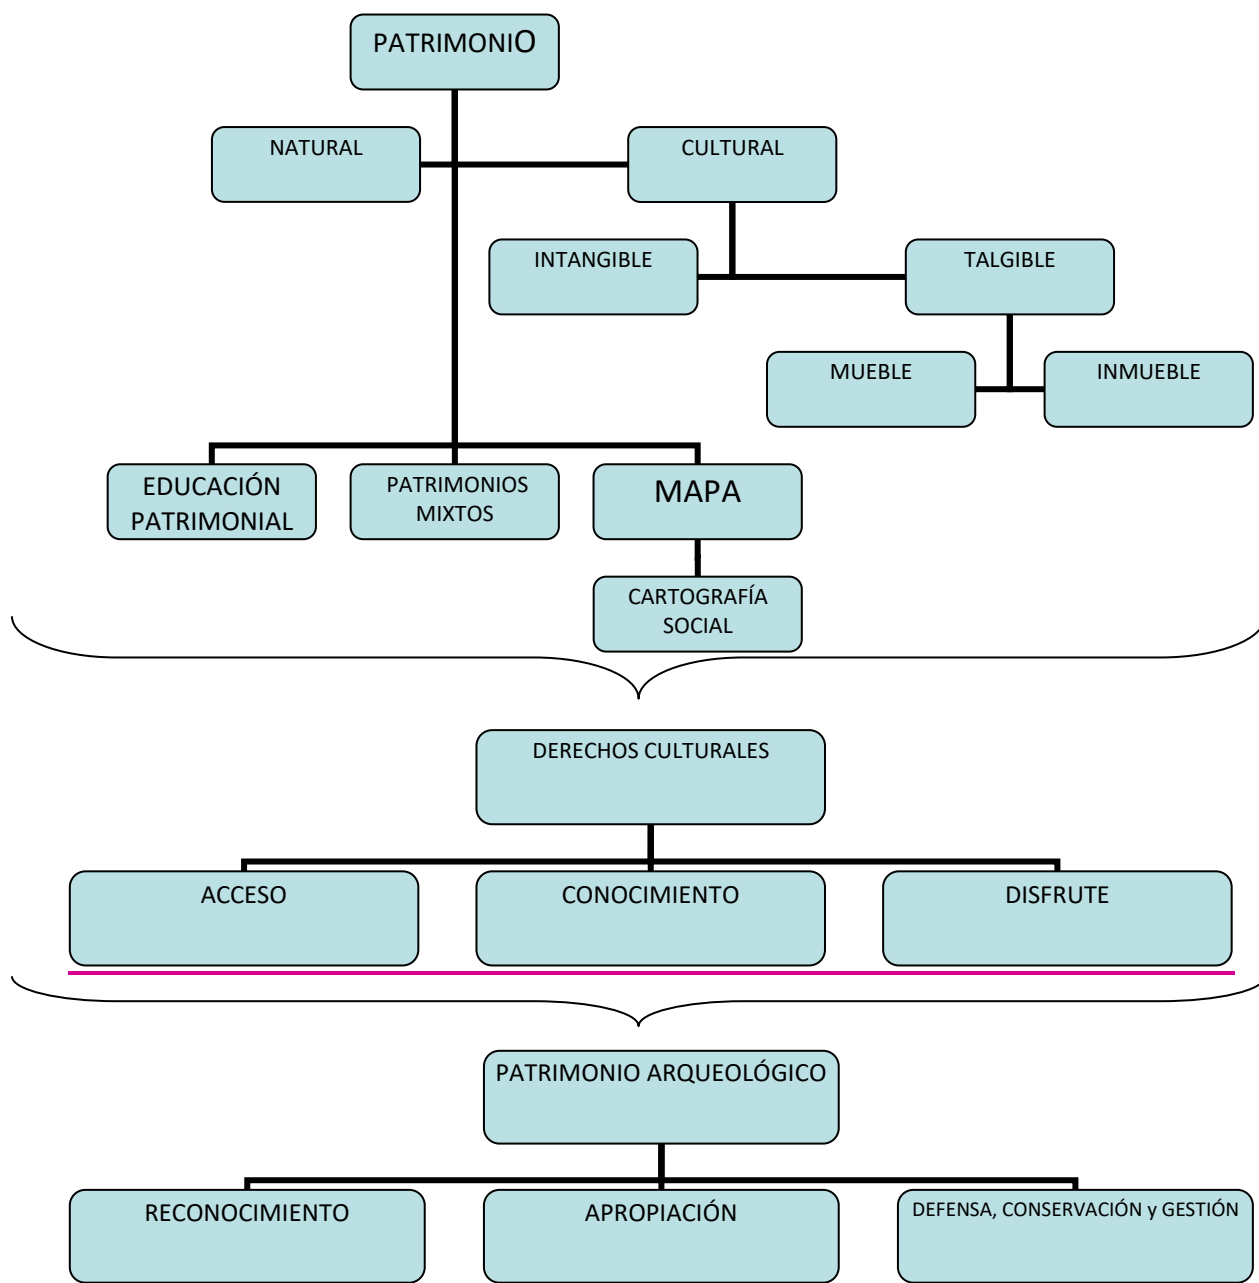 PATRIMONIO
NATURAL
CULTURAL
INTANGIBLE
TALGIBLE
MUEBLE
INMUEBLE
EDUCACIÓN
PATRIMONIAL
PATRIMONIOS
MIXTOS
MAPA
CARTOGRAFÍA
SOCIAL
DERECHOS CULTURALES
ACCESO
CONOCIMIENTO
DISFRUTE
PATRIMONIO ARQUEOLÓGICO
RECONOCIMIENTO
APROPIACIÓN
DEFENSA, CONSERVACIÓN y GESTIÓN